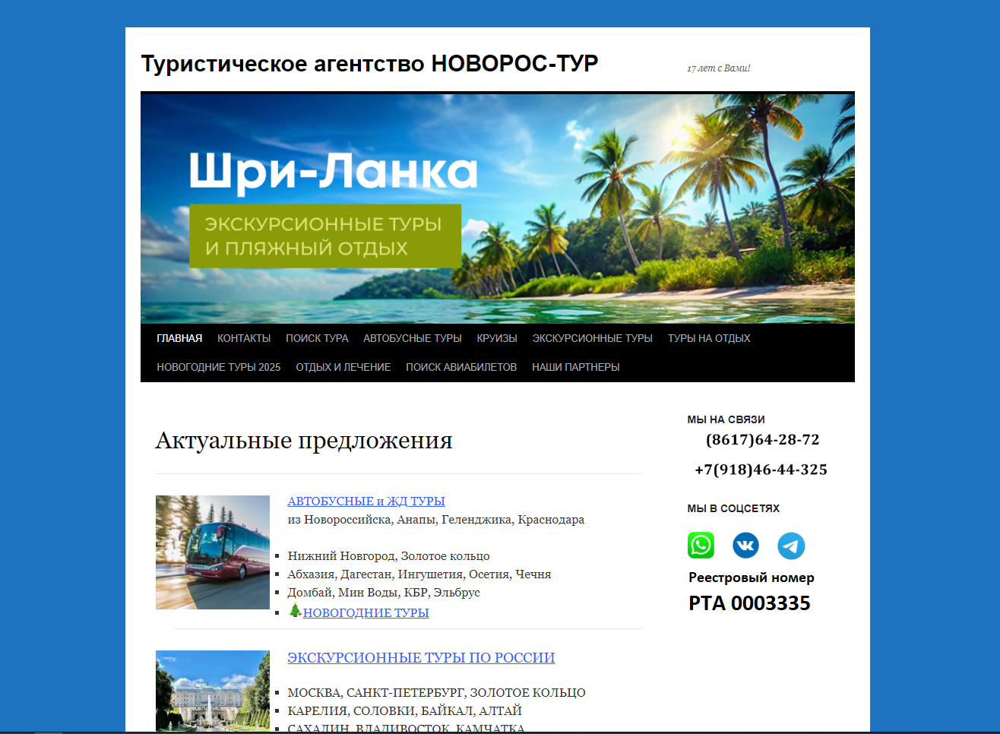 Туристическое агентство НОВОРОС-ТУР
17 лет с Вами!
Шри-Ланка
ЭКСКУРСИОННЫЕ ТУРЫ
И ПЛЯЖНЫЙ ОТДЫХ
ГЛАВНАЯ КОНТАКТЫ ПОИСК ТУРА АВТОБУСНЫЕ ТУРЫ КРУИЗЫ ЭКСКУРСИОННЫЕ ТУРЫ ТУРЫ НА ОТДЫХ
НОВОГОДНИЕ ТУРЫ 2025 ОТДЫХ И ЛЕЧЕНИЕ ПОИСК АВИАБИЛЕТОВ НАШИ ПАРТНЕРЫ
Актуальные предложения
АВТОБУСНЫЕ и ЖД ТУРЫ
из Новороссийска, Анапы, Геленджика, Краснодара
Нижний Новгород, Золотое кольцо
Абхазия, Дагестан, Ингушетия, Осетия, Чечня
Домбай, Мин Воды, КБР, Эльбрус
НОВОГОДНИЕ ТУРЫ
ЭКСКУРСИОННЫЕ ТУРЫ ПО РОССИИ
МОСКВА, САНКТ-ПЕТЕРБУРГ, ЗОЛОТОЕ КОЛЬЦО
КАРЕЛИЯ, СОЛОВКИ, БАЙКАЛ, АЛТАЙ
САХАЛИН, ВЛАДИВОСТОК, КАМЧАТКА
МЫ НА СВЯЗИ
(8617)64-28-72
+7(918)46-44-325
МЫ В СОЦСЕТЯХ
Реестровый номер
РТА 0003335